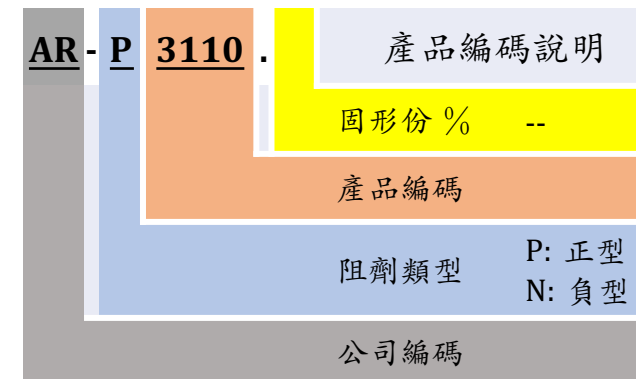 AR - P 3110 . 產品編碼說明
固形份 % --
產品編碼
阻劑類型 P: 正型
N: 負型
公司編碼